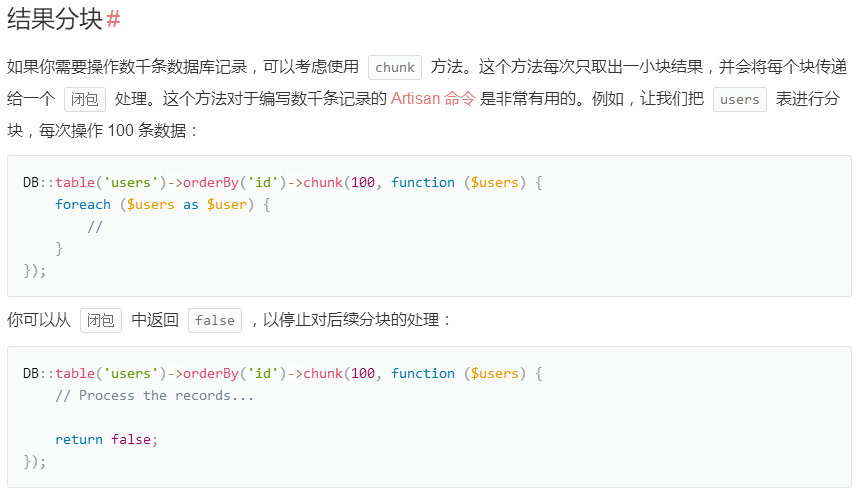 结果分块#
如果你需要操作数千条数据库记录，可以考虑使用 chunk 方法。这个方法每次只取出一小块结果，并会将每个块传递
给一个 闭包 处理。这个方法对于编写数千条记录的 Artisan 命令 是非常有用的。例如，让我们把 users 表进行分
块，每次操作 100 条数据：
DB::table('users')->orderBy('id')->chunk(100, function ($users) {
    foreach ($users as $user) {
        //
    }
});
你可以从 闭包 中返回 false ，以停止对后续分块的处理：
DB::table('users')->orderBy('id')->chunk(100, function ($users) {
    // Process the records...
    return false;
});